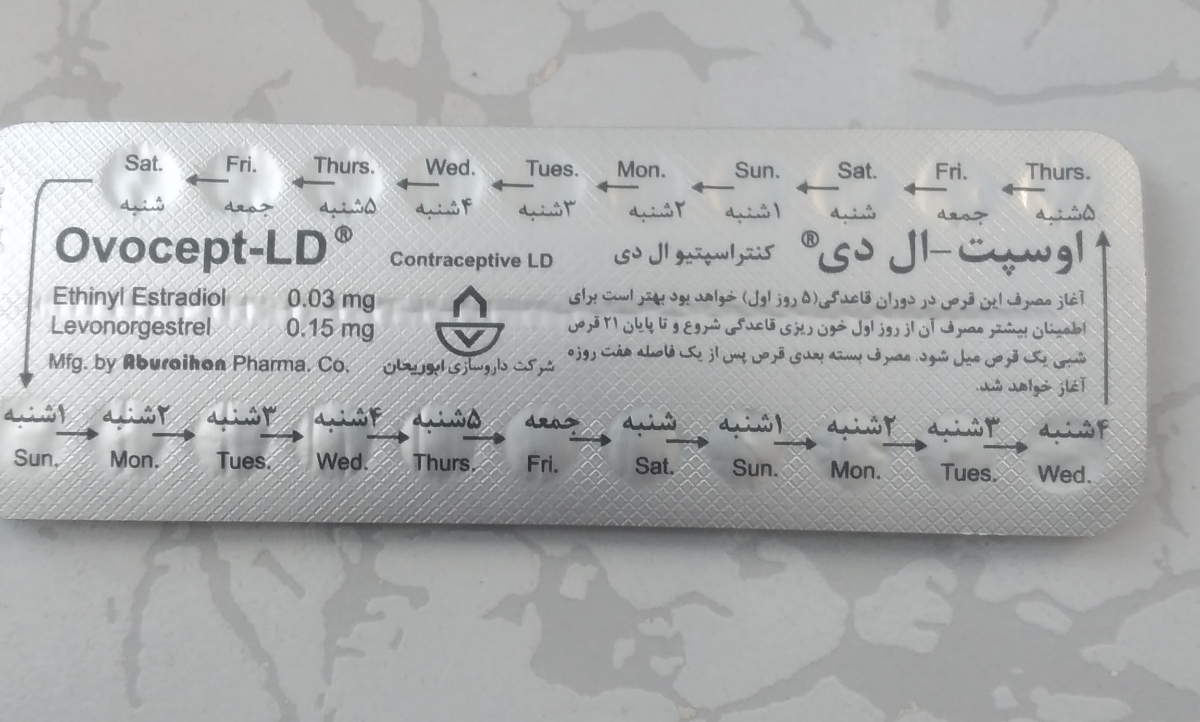 Sat. Fri. Thurs. Wed. Tues. Mon. Sun. Sat. Fri. Thurs.
شنبه جمعه ۵شنبه ۴شنبه ۳شنبه ۲شنبه ۱شنبه شنبه جمعه ۵شنبه
Ovocept-LD®
Contraceptive LD
کنتراسپتیو ال دی
اوسپت-ال دی®
Ethinyl Estradiol 0.03 mg
Levonorgestrel 0.15 mg
Mfg. by Aburaihan Pharma. Co.
شرکت داروسازی ابوریحان
آغاز مصرف این قرص در دوران قاعدگی(۵ روز اول) خواهد بود بهتر است برای
اطمینان بیشتر مصرف آن از روز اول خون ریزی قاعدگی شروع و تا پایان ۲۱ قرص
شبی یک قرص میل شود. مصرف بسته بعدی قرص پس از یک فاصله هفت روزه
آغاز خواهد شد.
۱شنبه ۲شنبه ۳شنبه ۴شنبه ۵شنبه جمعه شنبه ۱شنبه ۲شنبه ۳شنبه ۴شنبه
Sun. Mon. Tues. Wed. Thurs. Fri. Sat. Sun. Mon. Tues. Wed.